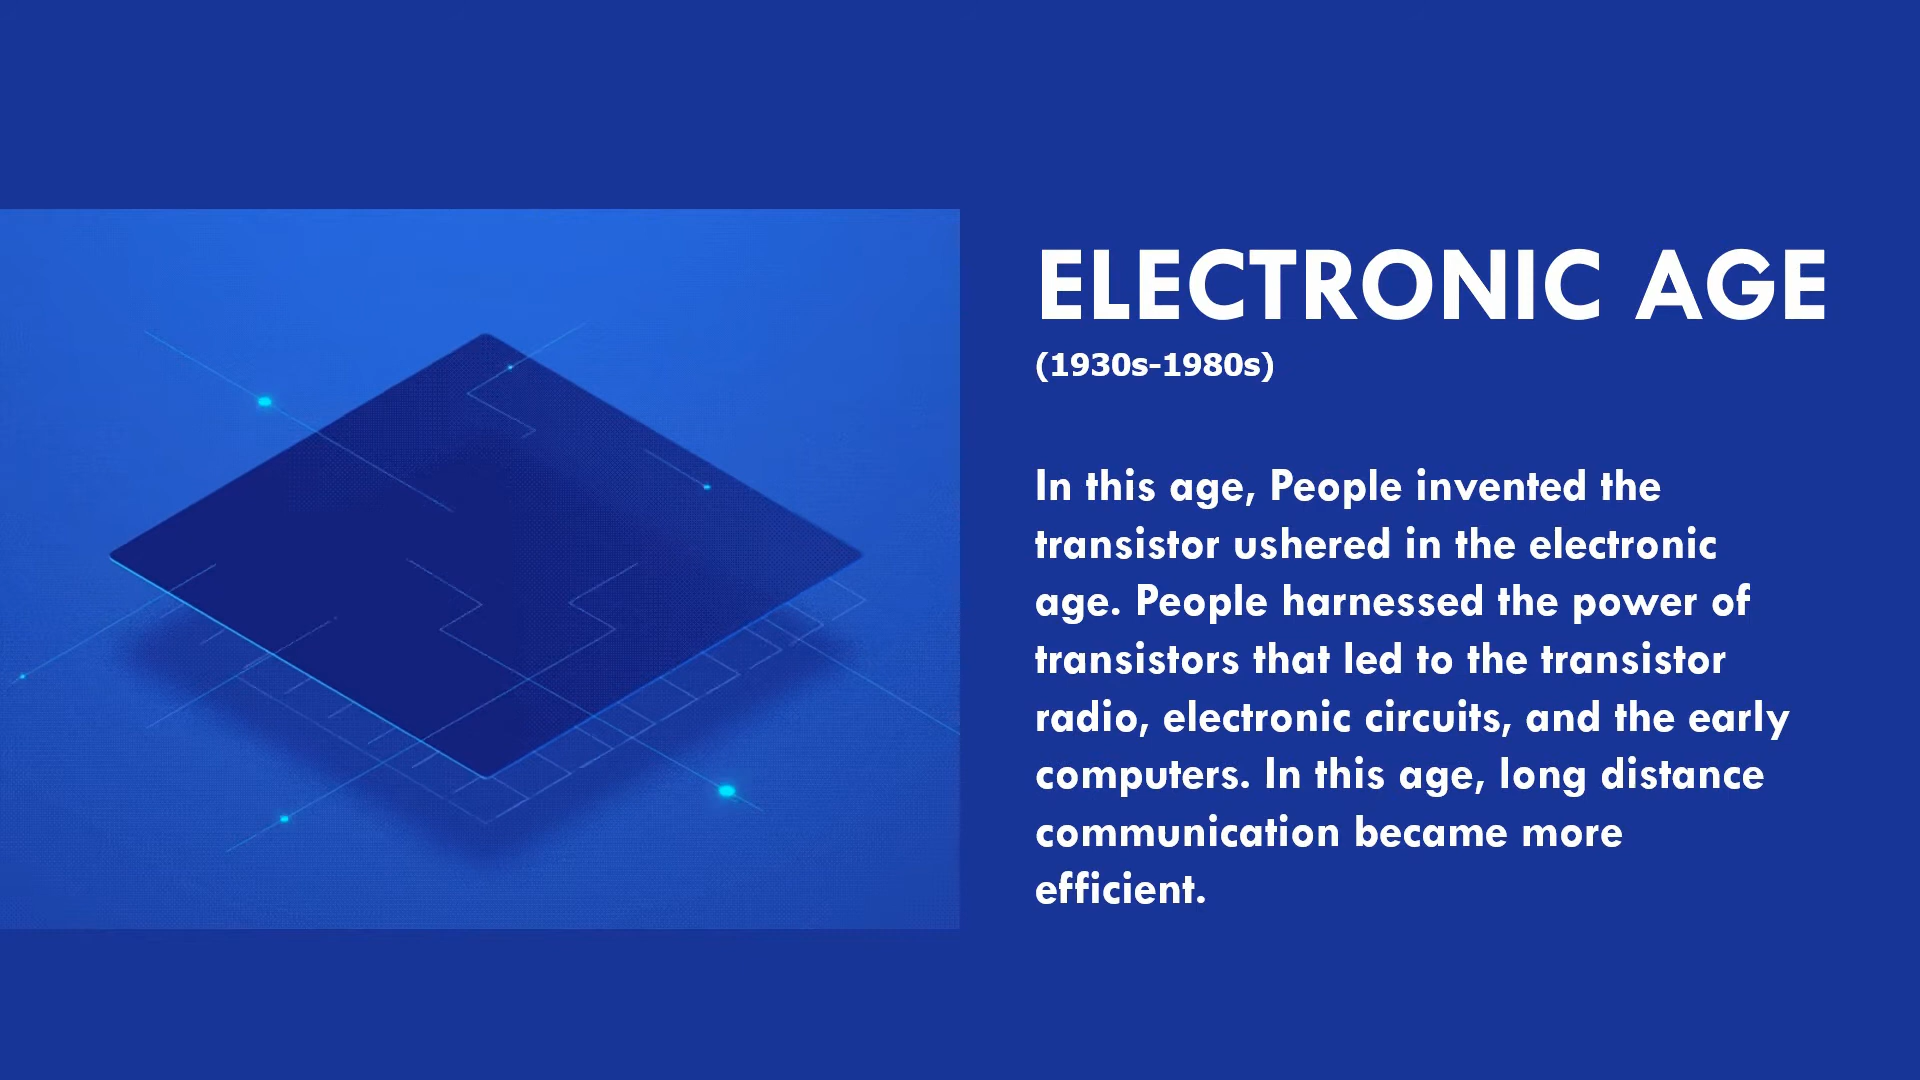 ELECTRONIC AGE
(1930s-1980s)
In this age, People invented the
transistor ushered in the electronic
age. People harnessed the power of
transistors that led to the transistor
radio, electronic circuits, and the early
computers. In this age, long distance
communication became more
efficient.